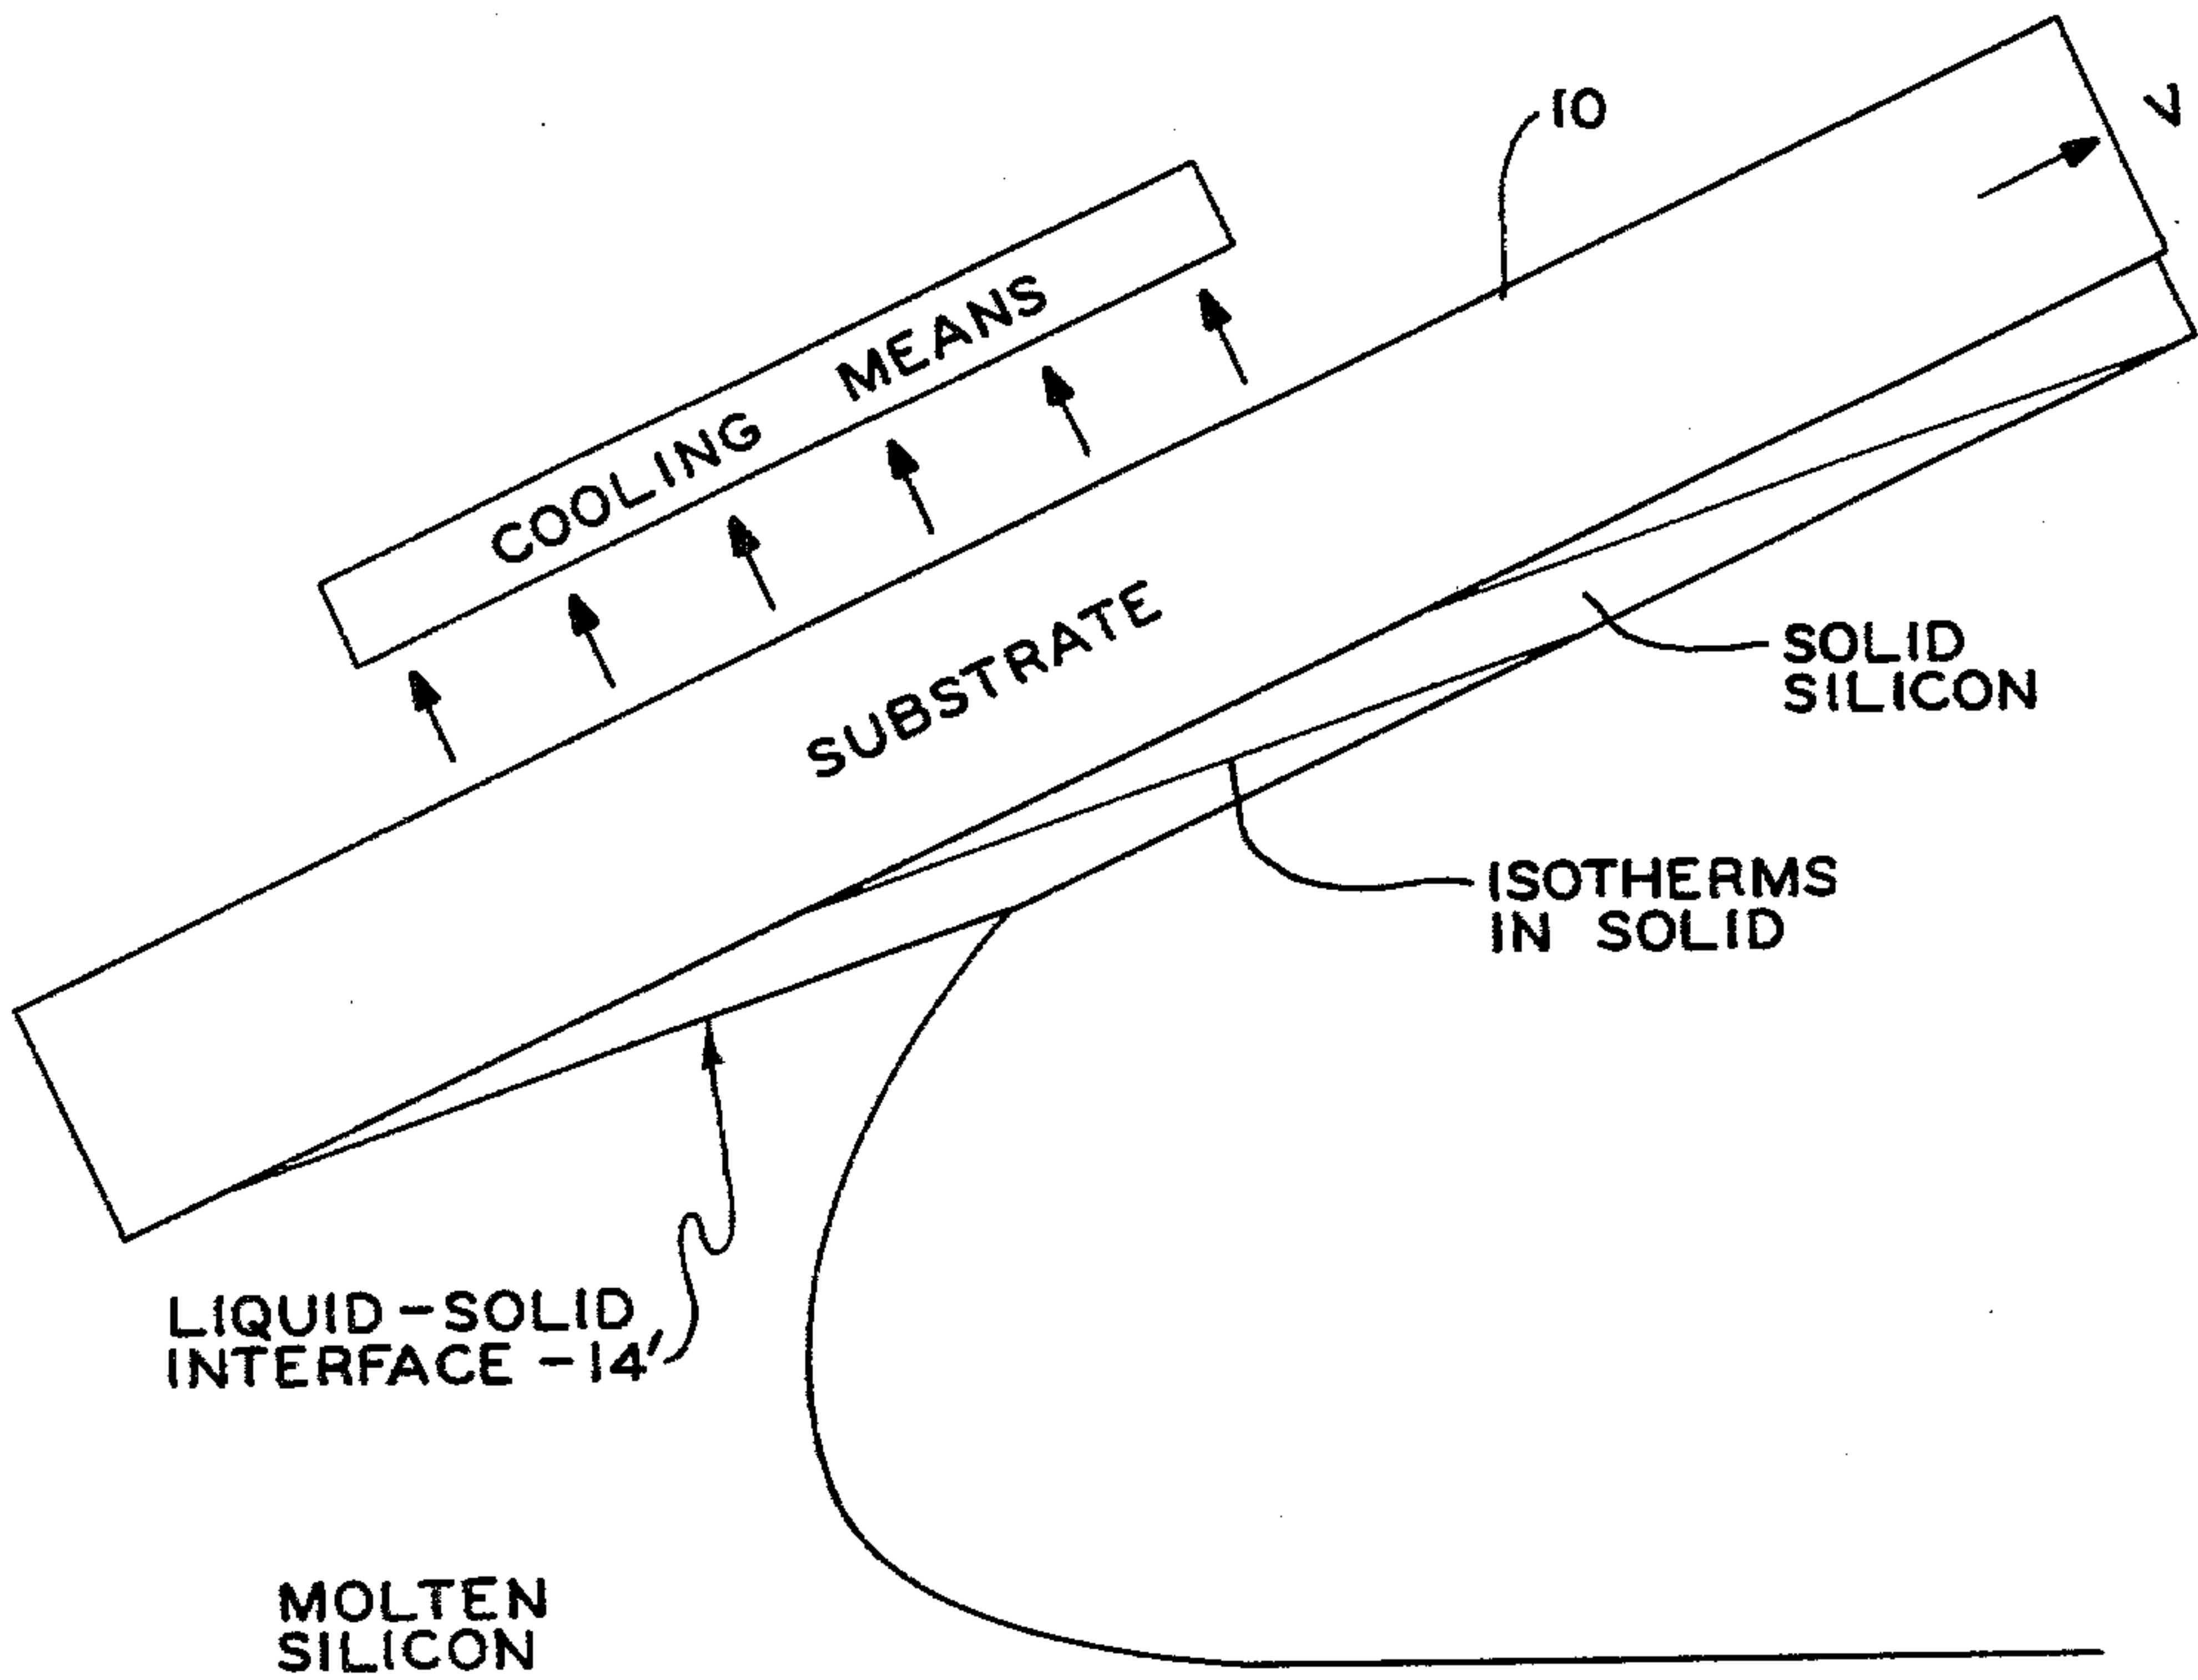 10
V
COOLING MEANS
SUBSTRATE
SOLID
SILICON
ISOTHERMS
IN SOLID
LIQUID-SOLID
INTERFACE-14'
MOLTEN
SILICON